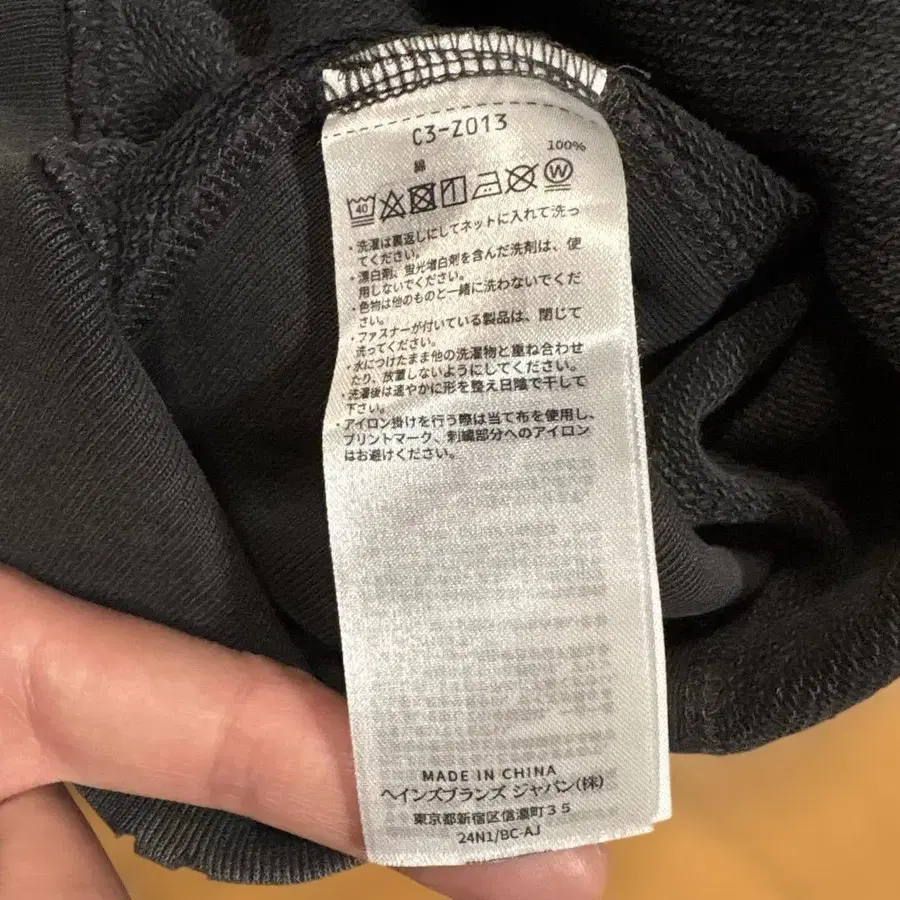 C3-Z013
綿 100%
40 W
・洗濯は裏返しにしてネットに入れて洗っ
てください。
・漂白剤、蛍光増白剤を含んだ洗剤は、使
用しないでください。
・色物は他のものと一緒に洗わないでくだ
さい。
・ファスナーが付いている製品は、閉じて
洗ってください。
・水につけたまま他の洗濯物と重ね合わせ
たり、放置しないようにしてください。
・洗濯後は速やかに形を整え日陰で干して
下さい。
・アイロン掛けを行う際は当て布を使用し、
プリントマーク、刺繍部分へのアイロン
はお避けください。
MADE IN CHINA
ヘインズブランズ ジャパン(株)
東京都新宿区信濃町35
24N1/BC-AJ